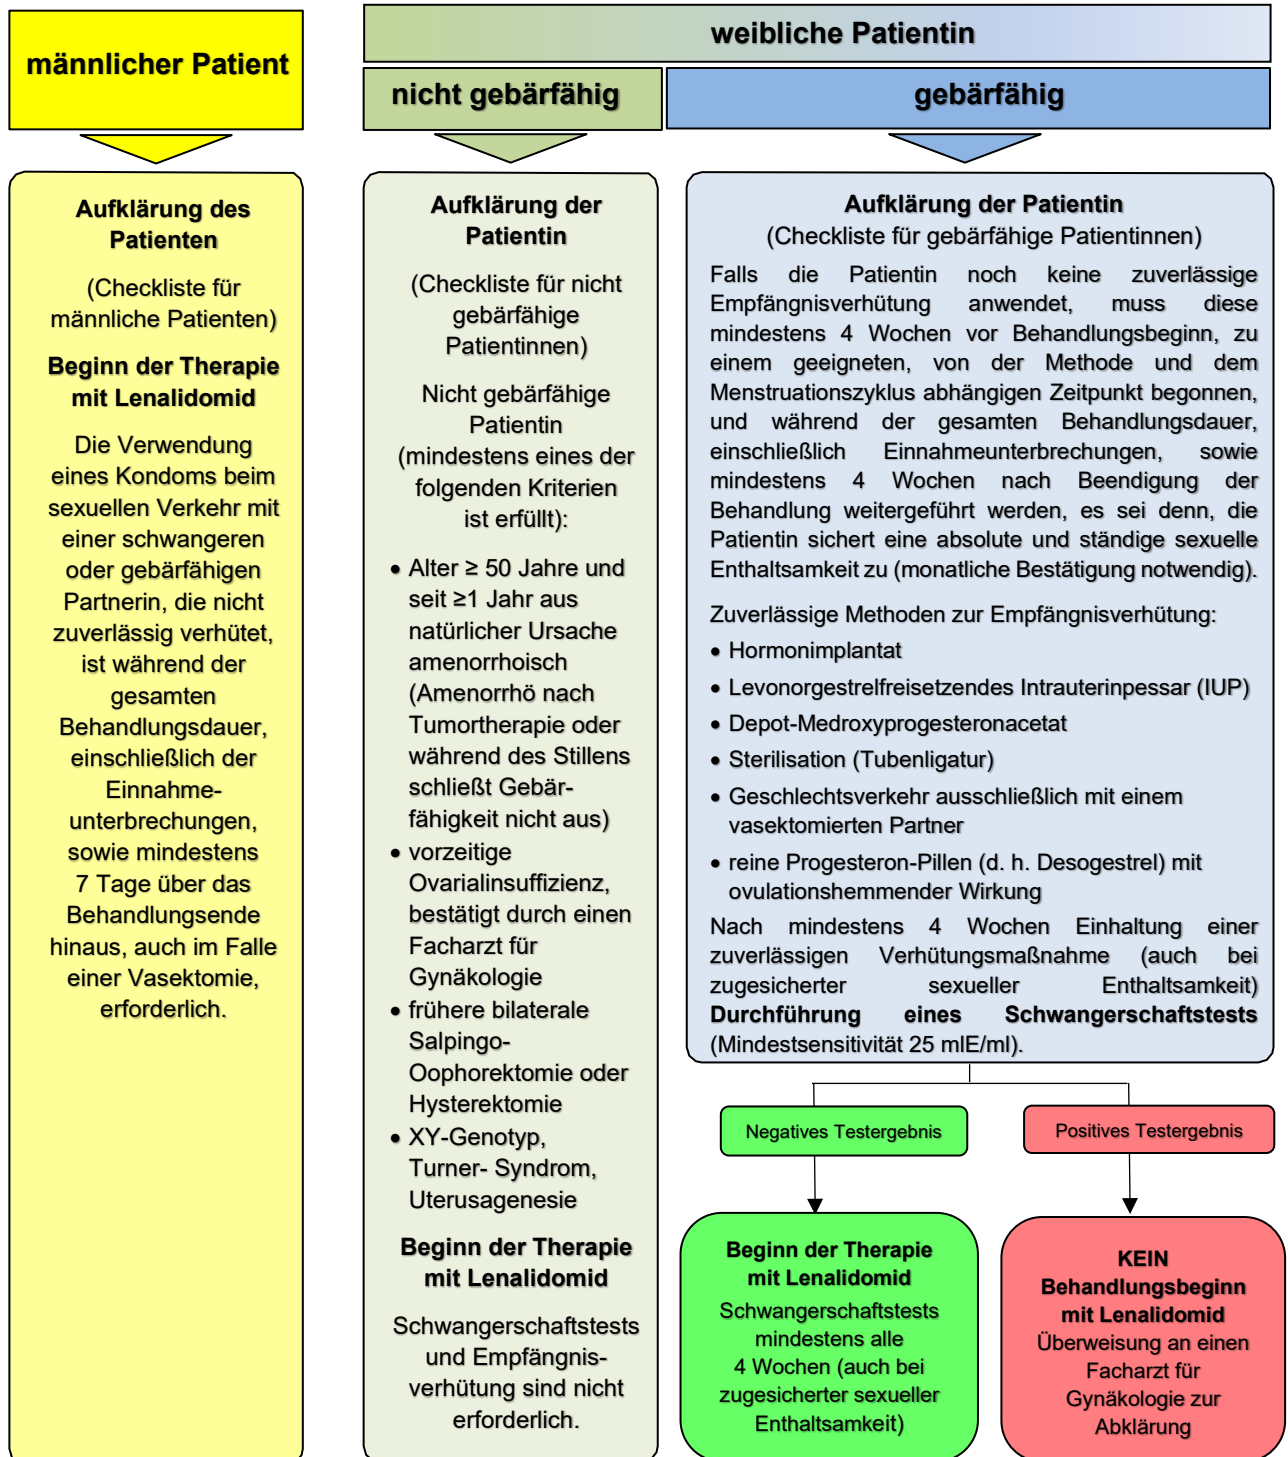 männlicher Patient
Aufklärung des
Patienten
(Checkliste für
männliche Patienten)
Beginn der Therapie
mit Lenalidomid
Die Verwendung
eines Kondoms beim
sexuellen Verkehr mit
einer schwangeren
oder gebärfähigen
Partnerin, die nicht
zuverlässig verhütet,
ist während der
gesamten
Behandlungsdauer,
einschließlich der
Einnahme-
unterbrechungen,
sowie mindestens
7 Tage über das
Behandlungsende
hinaus, auch im Falle
einer Vasektomie,
erforderlich.
weibliche Patientin
nicht gebärfähig
Aufklärung der
Patientin
(Checkliste für nicht
gebärfähige
Patientinnen)
Nicht gebärfähige
Patientin
(mindestens eines der
folgenden Kriterien
ist erfüllt):
• Alter ≥ 50 Jahre und
seit ≥1 Jahr aus
natürlicher Ursache
amenorrhoisch
(Amenorrhö nach
Tumortherapie oder
während des Stillens
schließt Gebär-
fähigkeit nicht aus)
• vorzeitige
Ovarialinsuffizienz,
bestätigt durch einen
Facharzt für
Gynäkologie
• frühere bilaterale
Salpingo-
Oophorektomie oder
Hysterektomie
• XY-Genotyp,
Turner- Syndrom,
Uterusagenesie
Beginn der Therapie
mit Lenalidomid
Schwangerschaftstests
und Empfängnis-
verhütung sind nicht
erforderlich.
gebärfähig
Aufklärung der Patientin
(Checkliste für gebärfähige Patientinnen)
Falls die Patientin noch keine zuverlässige
Empfängnisverhütung anwendet, muss diese
mindestens 4 Wochen vor Behandlungsbeginn, zu
einem geeigneten, von der Methode und dem
Menstruationszyklus abhängigen Zeitpunkt begonnen,
und während der gesamten Behandlungsdauer,
einschließlich Einnahmeunterbrechungen, sowie
mindestens 4 Wochen nach Beendigung der
Behandlung weitergeführt werden, es sei denn, die
Patientin sichert eine absolute und ständige sexuelle
Enthaltsamkeit zu (monatliche Bestätigung notwendig).
Zuverlässige Methoden zur Empfängnisverhütung:
• Hormonimplantat
• Levonorgestrelfreisetzendes Intrauterinpessar (IUP)
• Depot-Medroxyprogesteronacetat
• Sterilisation (Tubenligatur)
• Geschlechtsverkehr ausschließlich mit einem
vasektomierten Partner
• reine Progesteron-Pillen (d. h. Desogestrel) mit
ovulationshemmender Wirkung
Nach mindestens 4 Wochen Einhaltung einer
zuverlässigen Verhütungsmaßnahme (auch bei
zugesicherter sexueller Enthaltsamkeit)
Durchführung eines Schwangerschaftstests
(Mindestsensitivität 25 mIE/ml).
Negatives Testergebnis
Beginn der Therapie
mit Lenalidomid
Schwangerschaftstests
mindestens alle
4 Wochen (auch bei
zugesicherter sexueller
Enthaltsamkeit)
Positives Testergebnis
KEIN
Behandlungsbeginn
mit Lenalidomid
Überweisung an einen
Facharzt für
Gynäkologie zur
Abklärung